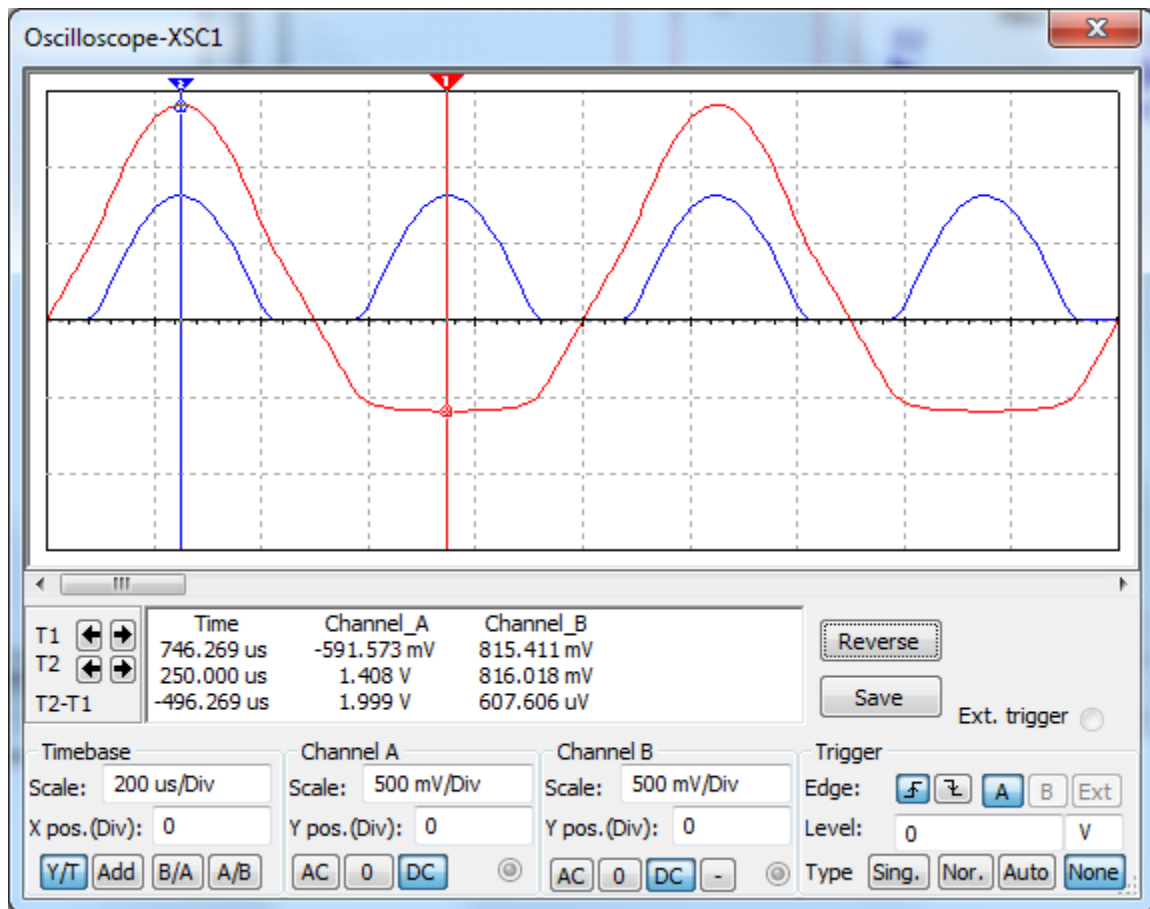 Oscilloscope-XSC1
2 1
Time Channel_A Channel_B
T1 746.269 us -591.573 mV 815.411 mV
T2 250.000 us 1.408 V 816.018 mV
T2-T1 -496.269 us 1.999 V 607.606 uV
Reverse
Save
Ext. trigger
Timebase
Scale: 200 us/Div
X pos.(Div): 0
Y/T Add B/A A/B
Channel A
Scale: 500 mV/Div
Y pos.(Div): 0
AC 0 DC
Channel B
Scale: 500 mV/Div
Y pos.(Div): 0
AC 0 DC -
Trigger
Edge: A B Ext
Level: 0 V
Type Sing. Nor. Auto None